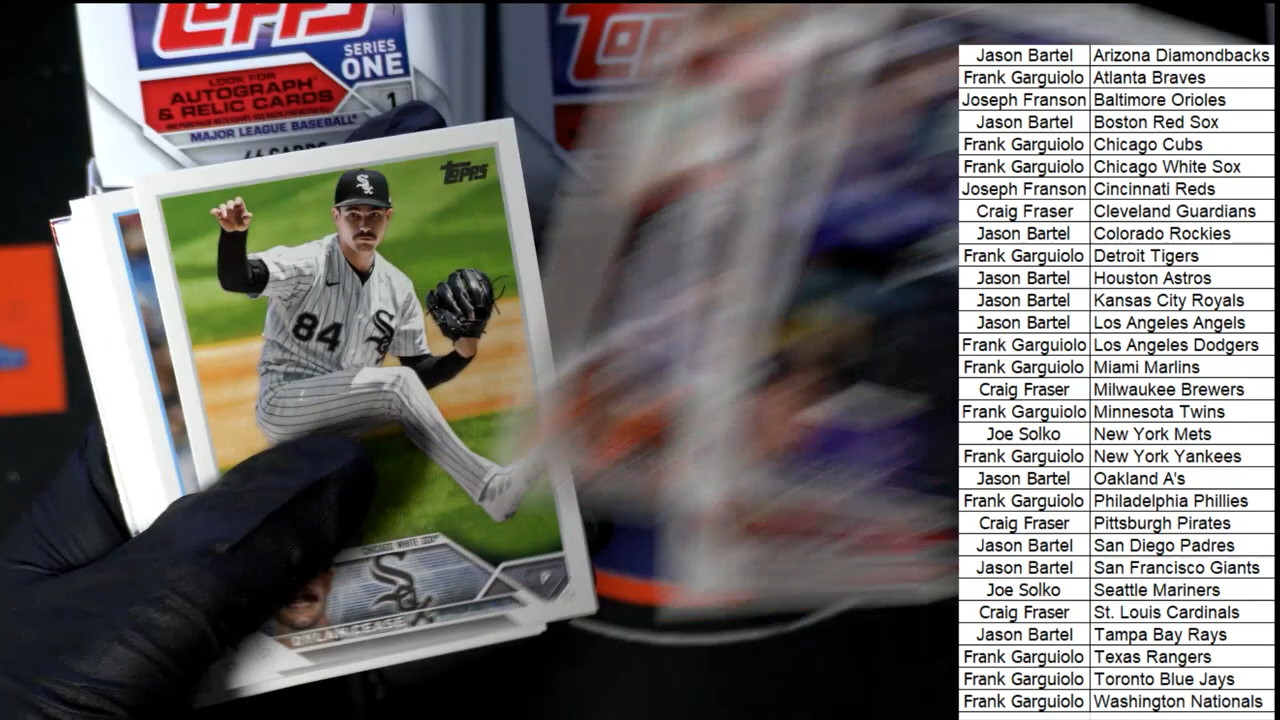 Topps
SERIES
ONE
LOOK FOR
AUTOGRAPH
& RELIC CARDS
1
MAJOR LEAGUE BASEBALL
44 CARDS
Topps
84
CHICAGO WHITE SOX
DYLAN CEASE
P
Jason Bartel Arizona Diamondbacks
Frank Garguiolo Atlanta Braves
Joseph Franson Baltimore Orioles
Jason Bartel Boston Red Sox
Frank Garguiolo Chicago Cubs
Frank Garguiolo Chicago White Sox
Joseph Franson Cincinnati Reds
Craig Fraser Cleveland Guardians
Jason Bartel Colorado Rockies
Frank Garguiolo Detroit Tigers
Jason Bartel Houston Astros
Jason Bartel Kansas City Royals
Jason Bartel Los Angeles Angels
Frank Garguiolo Los Angeles Dodgers
Frank Garguiolo Miami Marlins
Craig Fraser Milwaukee Brewers
Frank Garguiolo Minnesota Twins
Joe Solko New York Mets
Frank Garguiolo New York Yankees
Jason Bartel Oakland A's
Frank Garguiolo Philadelphia Phillies
Craig Fraser Pittsburgh Pirates
Jason Bartel San Diego Padres
Jason Bartel San Francisco Giants
Joe Solko Seattle Mariners
Craig Fraser St. Louis Cardinals
Jason Bartel Tampa Bay Rays
Frank Garguiolo Texas Rangers
Frank Garguiolo Toronto Blue Jays
Frank Garguiolo Washington Nationals